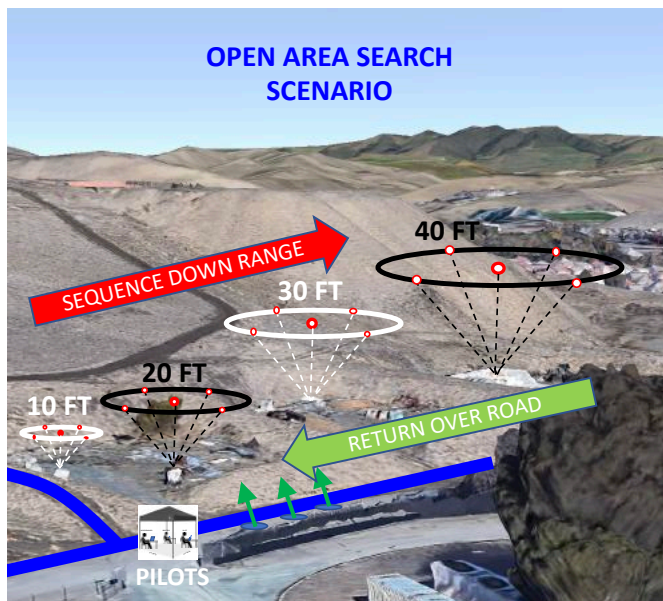 OPEN AREA SEARCH
SCENARIO
40 FT
SEQUENCE DOWN RANGE
30 FT
20 FT
10 FT
RETURN OVER ROAD
PILOTS